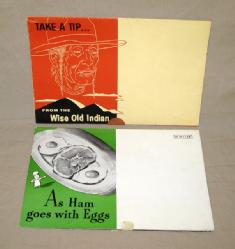 TAKE A TIP...
FROM THE
Wise Old Indian
As Ham
goes with Eggs